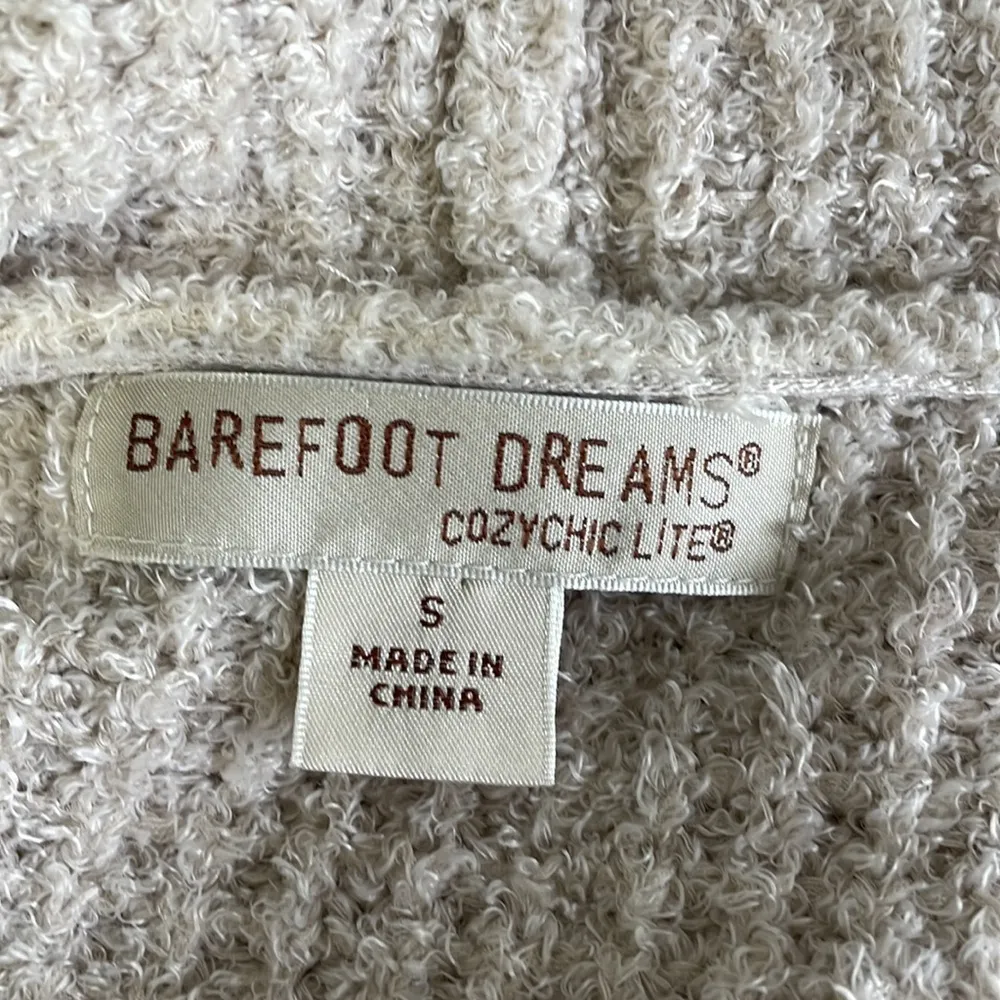 BAREFOOT DREAMS®
COZYCHIC LITE®
S
MADE IN
CHINA